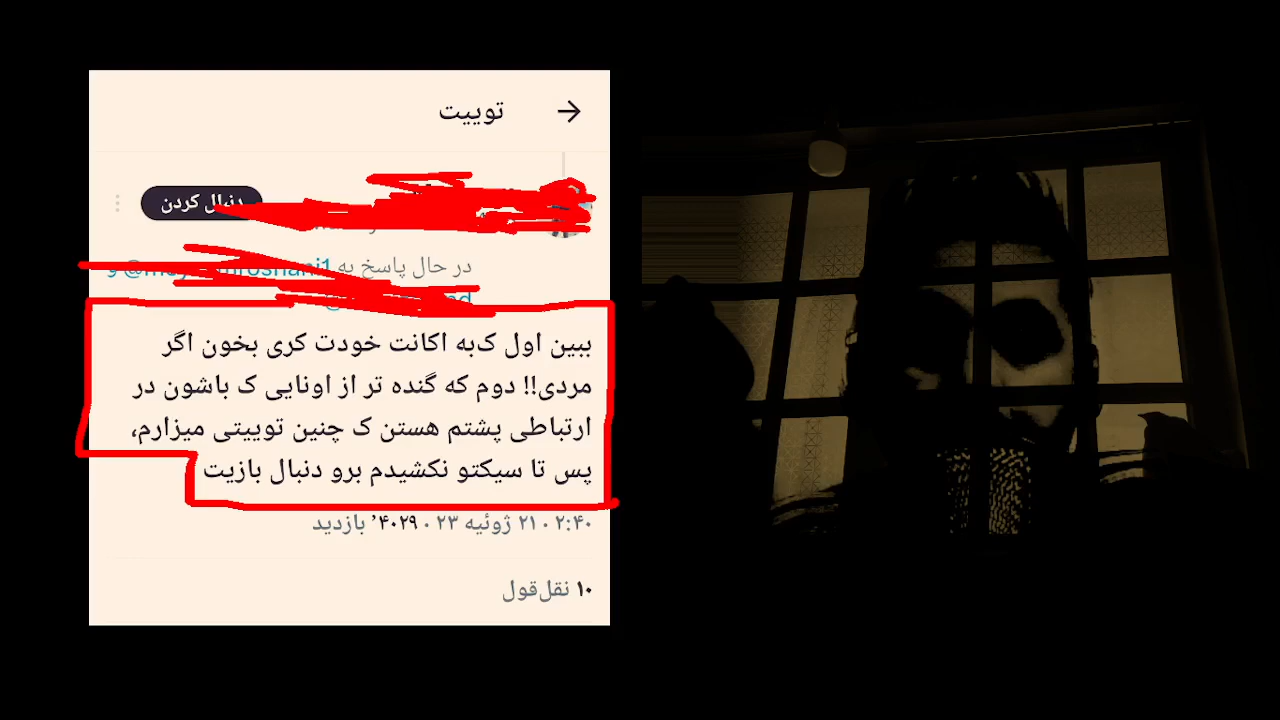 توییت
دنبال کردن
در حال پاسخ به
ببین اول ک‌به اکانت خودت کری بخون اگر
مردی!! دوم که گنده تر از اونایی ک باشون در
ارتباطی پشتم هستن ک چنین توییتی میزارم،
پس تا سیکتو نکشیدم برو دنبال بازیت
۲:۴۰ · ۲۱ ژوئیه ۲۳ · ۴۰۲۹٬ بازدید
۱۰ نقل‌قول